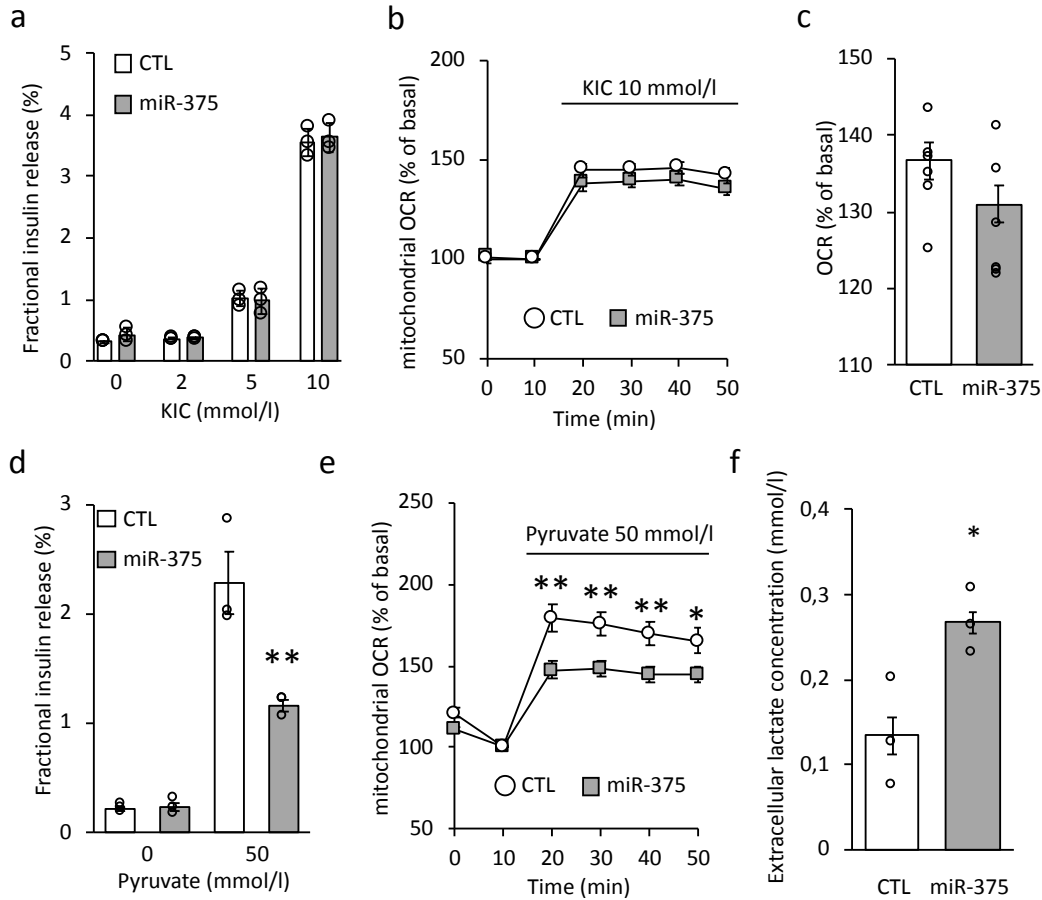 a
Fractional insulin release (%)
5
4
3
2
1
0
CTL
miR-375
0 2 5 10
KIC (mmol/l)
b
mitochondrial OCR (% of basal)
200
150
100
50
KIC 10 mmol/l
CTL miR-375
0 10 20 30 40 50
Time (min)
c
OCR (% of basal)
150
140
130
120
110
CTL miR-375
d
Fractional insulin release (%)
3
2
1
0
CTL
miR-375
**
0 50
Pyruvate (mmol/l)
e
mitochondrial OCR (% of basal)
250
200
150
100
50
Pyruvate 50 mmol/l
** ** ** *
CTL miR-375
0 10 20 30 40 50
Time (min)
f
Extracellular lactate concentration (mmol/l)
0,4
0,3
0,2
0,1
0
*
CTL miR-375